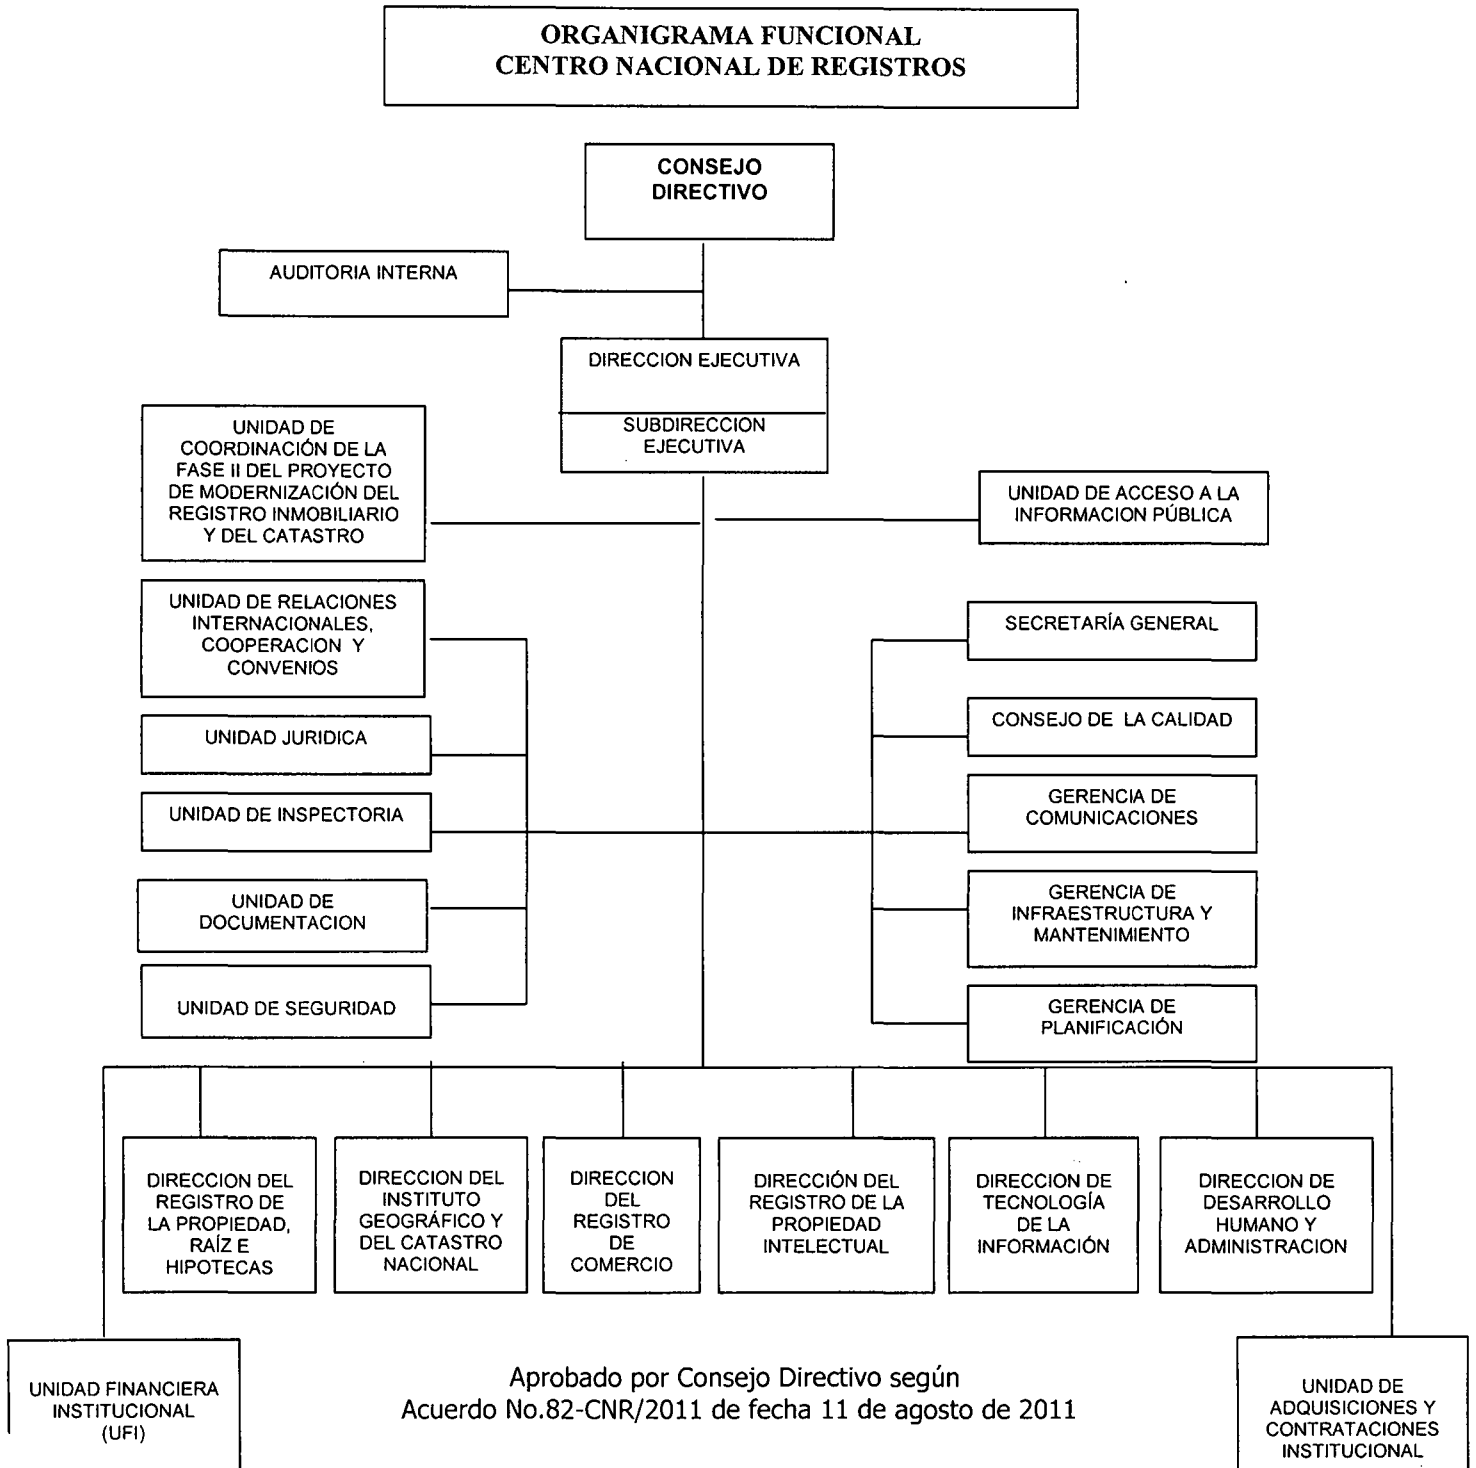 ORGANIGRAMA FUNCIONAL
CENTRO NACIONAL DE REGISTROS
CONSEJO
DIRECTIVO
AUDITORIA INTERNA
DIRECCION EJECUTIVA
SUBDIRECCION
EJECUTIVA
UNIDAD DE
COORDINACIÓN DE LA
FASE II DEL PROYECTO
DE MODERNIZACIÓN DEL
REGISTRO INMOBILIARIO
Y DEL CATASTRO
UNIDAD DE ACCESO A LA
INFORMACION PÚBLICA
UNIDAD DE RELACIONES
INTERNACIONALES,
COOPERACION Y
CONVENIOS
UNIDAD JURIDICA
UNIDAD DE INSPECTORIA
UNIDAD DE
DOCUMENTACION
UNIDAD DE SEGURIDAD
SECRETARÍA GENERAL
CONSEJO DE LA CALIDAD
GERENCIA DE
COMUNICACIONES
GERENCIA DE
INFRAESTRUCTURA Y
MANTENIMIENTO
GERENCIA DE
PLANIFICACIÓN
DIRECCION DEL
REGISTRO DE
LA PROPIEDAD,
RAÍZ E
HIPOTECAS
DIRECCION DEL
INSTITUTO
GEOGRÁFICO Y
DEL CATASTRO
NACIONAL
DIRECCION
DEL
REGISTRO
DE
COMERCIO
DIRECCIÓN DEL
REGISTRO DE LA
PROPIEDAD
INTELECTUAL
DIRECCION DE
TECNOLOGÍA
DE LA
INFORMACIÓN
DIRECCION DE
DESARROLLO
HUMANO Y
ADMINISTRACION
UNIDAD FINANCIERA
INSTITUCIONAL
(UFI)
Aprobado por Consejo Directivo según
Acuerdo No.82-CNR/2011 de fecha 11 de agosto de 2011
UNIDAD DE
ADQUISICIONES Y
CONTRATACIONES
INSTITUCIONAL